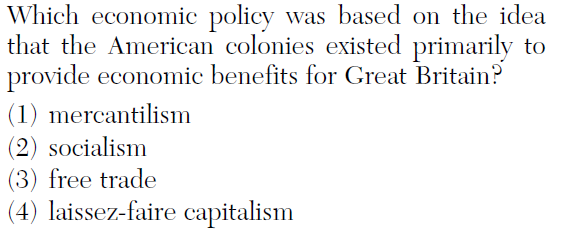 Which economic policy was based on the idea
that the American colonies existed primarily to
provide economic benefits for Great Britain?
(1) mercantilism
(2) socialism
(3) free trade
(4) laissez-faire capitalism